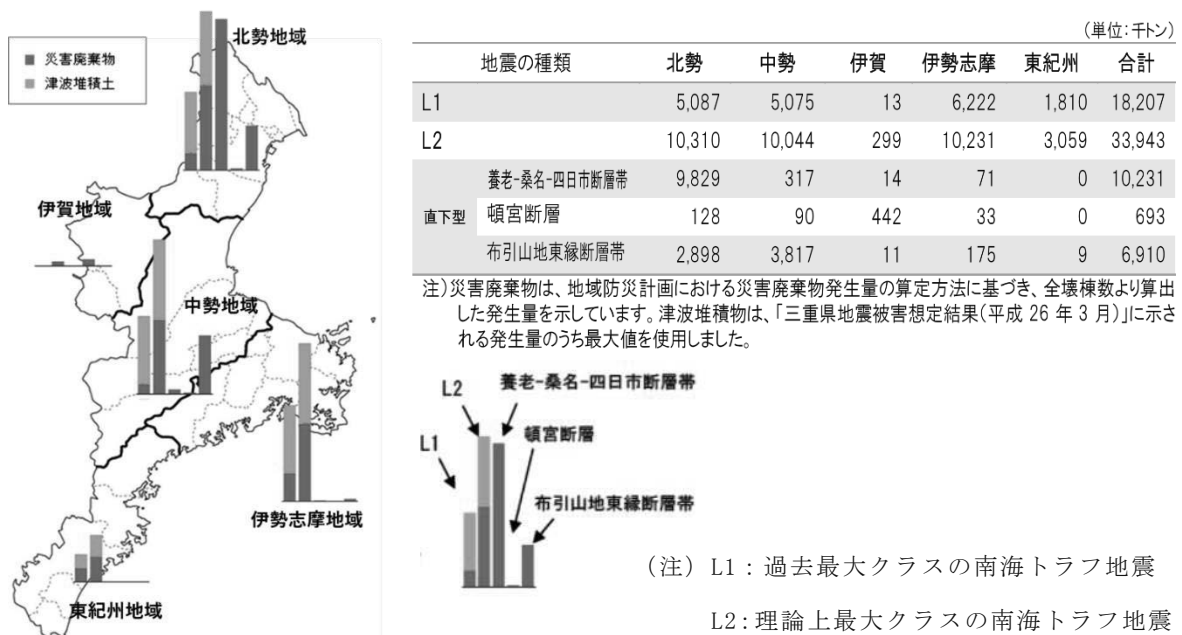 災害廃棄物
津波堆積土
北勢地域
伊賀地域
中勢地域
伊勢志摩地域
東紀州地域
(単位:千トン)
地震の種類 北勢 中勢 伊賀 伊勢志摩 東紀州 合計
L1 5,087 5,075 13 6,222 1,810 18,207
L2 10,310 10,044 299 10,231 3,059 33,943
直下型 養老-桑名-四日市断層帯 9,829 317 14 71 0 10,231
頓宮断層 128 90 442 33 0 693
布引山地東縁断層帯 2,898 3,817 11 175 9 6,910
注)災害廃棄物は、地域防災計画における災害廃棄物発生量の算定方法に基づき、全壊棟数より算出
した発生量を示しています。津波堆積物は、「三重県地震被害想定結果(平成 26 年 3 月)」に示さ
れる発生量のうち最大値を使用しました。
L1
L2
養老-桑名-四日市断層帯
頓宮断層
布引山地東縁断層帯
(注) L1:過去最大クラスの南海トラフ地震
L2:理論上最大クラスの南海トラフ地震